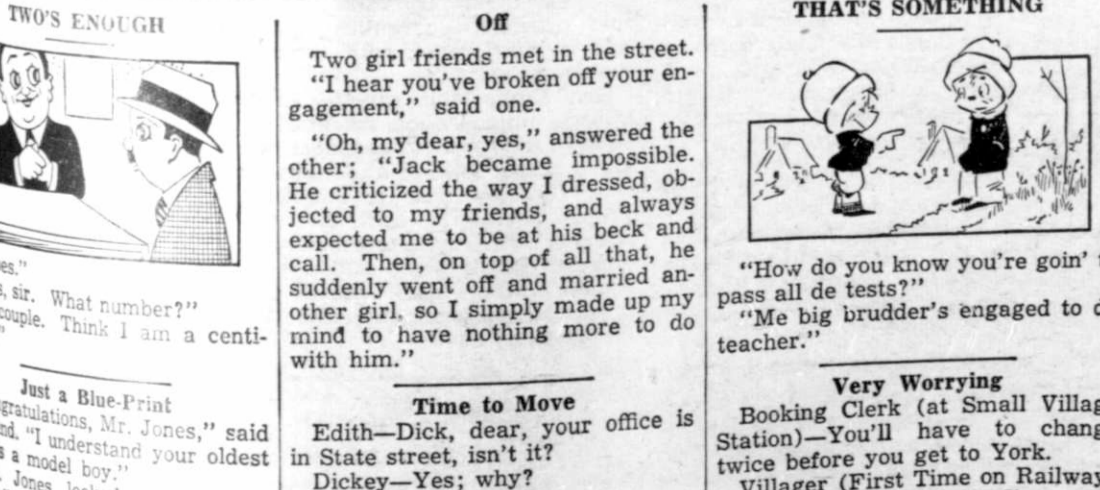 TWO'S ENOUGH
sir. What number?"
couple. Think I am a centi-
Just a Blue-Print
Mr. Jones," said
"I understand your oldest
a model boy."
Jones
Off
Two girl friends met in the street.
"I hear you've broken off your en-
gagement," said one.
"Oh, my dear, yes," answered the
other; "Jack became impossible.
He criticized the way I dressed, ob-
jected to my friends, and always
expected me to be at his beck and
call. Then, on top of all that, he
suddenly went off and married an-
other girl, so I simply made up my
mind to have nothing more to do
with him."
Time to Move
Edith—Dick, dear, your office is
in State street, isn't it?
Dickey—Yes; why?
THAT'S SOMETHING
"How do you know you're goin'
pass all de tests?"
"Me big brudder's engaged to
teacher."
Very Worrying
Booking Clerk (at Small
Station)—You'll have to
twice before you get to York.
Villager (First Time on